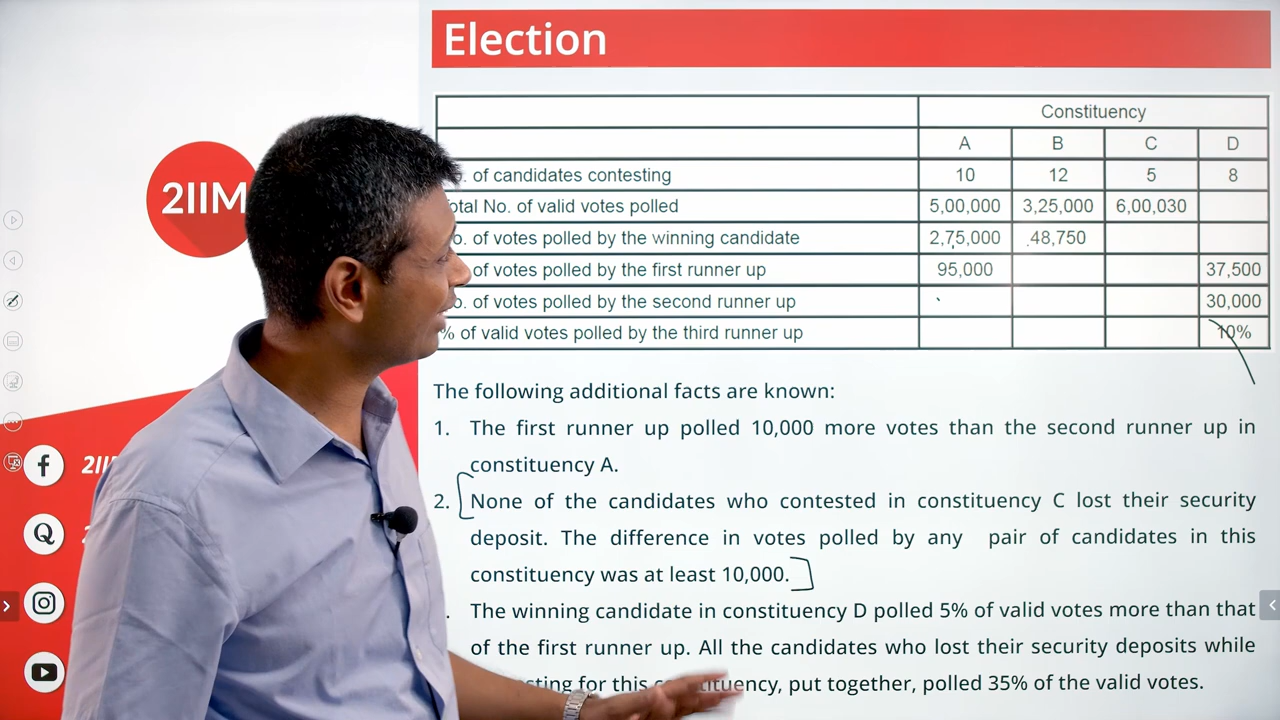 Election
2IIM
Constituency
A B C D
. of candidates contesting 10 12 5 8
otal No. of valid votes polled 5,00,000 3,25,000 6,00,030
o. of votes polled by the winning candidate 2,75,000 48,750
of votes polled by the first runner up 95,000 37,500
o. of votes polled by the second runner up 30,000
% of valid votes polled by the third runner up 10%
The following additional facts are known:
1. The first runner up polled 10,000 more votes than the second runner up in
constituency A.
2. None of the candidates who contested in constituency C lost their security
deposit. The difference in votes polled by any pair of candidates in this
constituency was at least 10,000.
. The winning candidate in constituency D polled 5% of valid votes more than that
of the first runner up. All the candidates who lost their security deposits while
sting for this constituency, put together, polled 35% of the valid votes.
2II